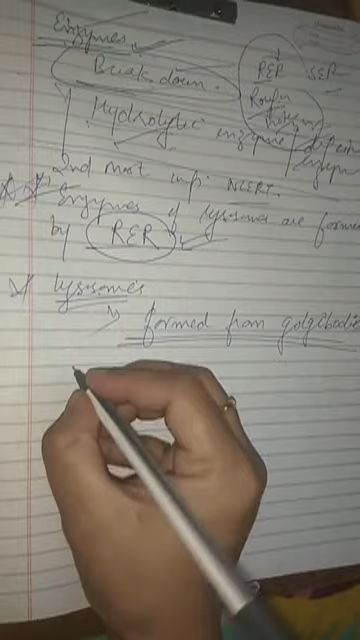 Enzymes
Break down.
RER SER
Rough
Hydrolytic enzyme
2nd most imp. NCERT.
Enzymes of lysosomes are formed
by RER
lysosomes
formed from golgibodies